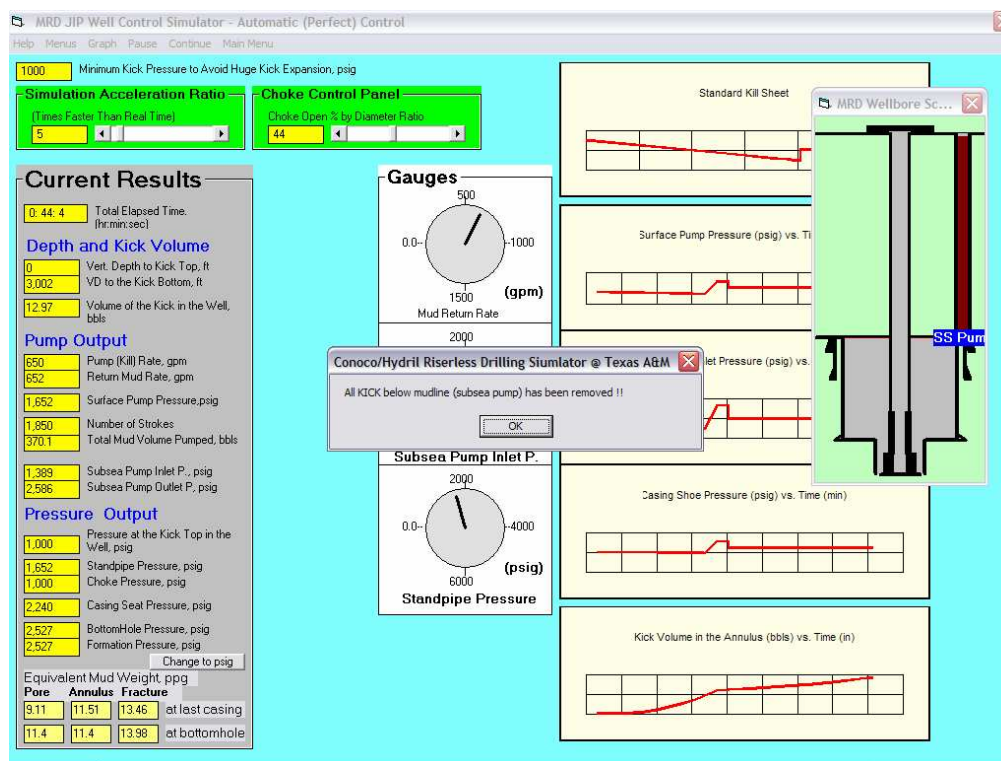 MRD JIP Well Control Simulator - Automatic (Perfect) Control
Help Menus Graph Pause Continue Main Menu
1000 Minimum Kick Pressure to Avoid Huge Kick Expansion, psig
Simulation Acceleration Ratio
(Times Faster Than Real Time)
5
Choke Control Panel
Choke Open % by Diameter Ratio
44
Current Results
0: 44: 4 Total Elapsed Time.
(hr:min:sec)
Depth and Kick Volume
0 Vert. Depth to Kick Top, ft
3,002 VD to the Kick Bottom, ft
12.97 Volume of the Kick in the Well,
bbls
Pump Output
650 Pump (Kill) Rate, gpm
652 Return Mud Rate, gpm
1,652 Surface Pump Pressure,psig
1,850 Number of Strokes
370.1 Total Mud Volume Pumped, bbls
1,389 Subsea Pump Inlet P., psig
2,586 Subsea Pump Outlet P, psig
Pressure Output
1,000 Pressure at the Kick Top in the
Well, psig
1,652 Standpipe Pressure, psig
1,000 Choke Pressure, psig
2,240 Casing Seat Pressure, psig
2,527 BottomHole Pressure, psig
2,527 Formation Pressure, psig
Change to psig
Equivalent Mud Weight, ppg
Pore Annulus Fracture
9.11 11.51 13.46 at last casing
11.4 11.4 13.98 at bottomhole
Gauges
500
0.0- -1000
1500 (gpm)
Mud Return Rate
2000
Subsea Pump Inlet P.
2000
0.0- -4000
6000 (psig)
Standpipe Pressure
Conoco/Hydril Riserless Drilling Siumlator @ Texas A&M
All KICK below mudline (subsea pump) has been removed !!
OK
Standard Kill Sheet
Surface Pump Pressure (psig) vs. Ti
let Pressure (psig) vs.
Casing Shoe Pressure (psig) vs. Time (min)
Kick Volume in the Annulus (bbls) vs. Time (in)
MRD Wellbore Sc...
SS Pum